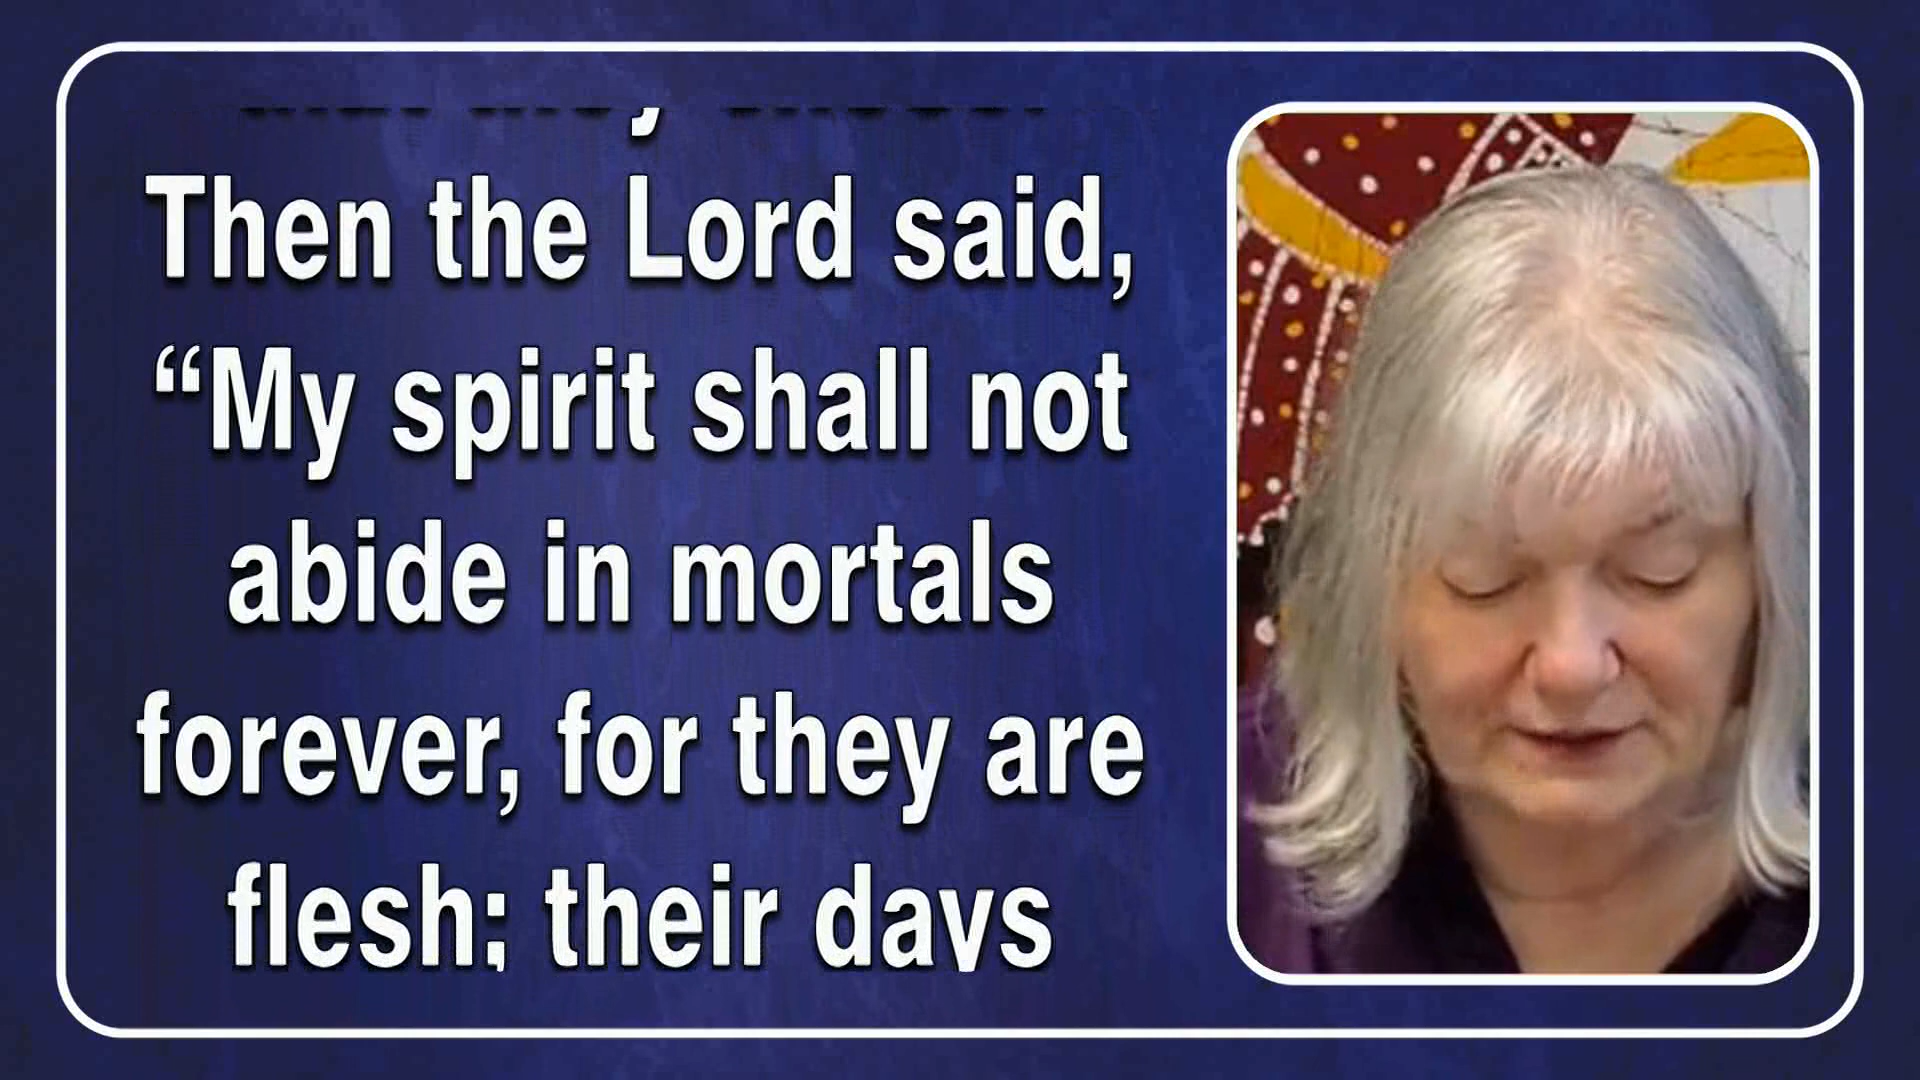 Then the Lord said,
“My spirit shall not
abide in mortals
forever, for they are
flesh; their days